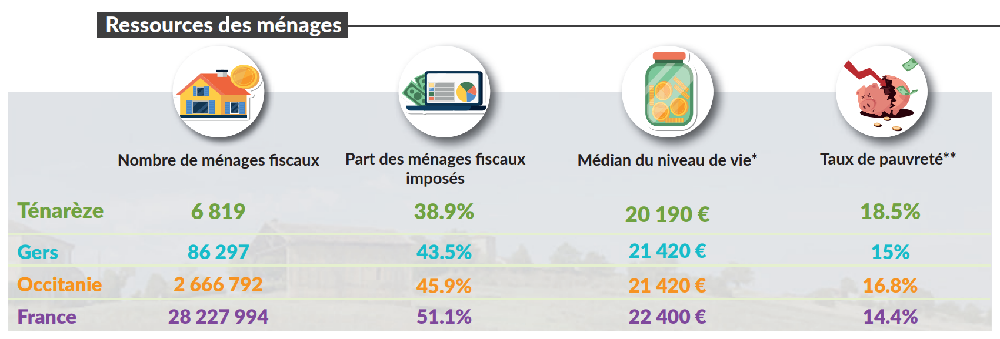 Ressources des ménages
Nombre de ménages fiscaux
Part des ménages fiscaux
imposés
Médian du niveau de vie*
Taux de pauvreté**
Ténarèze 6 819 38.9% 20 190 € 18.5%
Gers 86 297 43.5% 21 420 € 15%
Occitanie 2 666 792 45.9% 21 420 € 16.8%
France 28 227 994 51.1% 22 400 € 14.4%